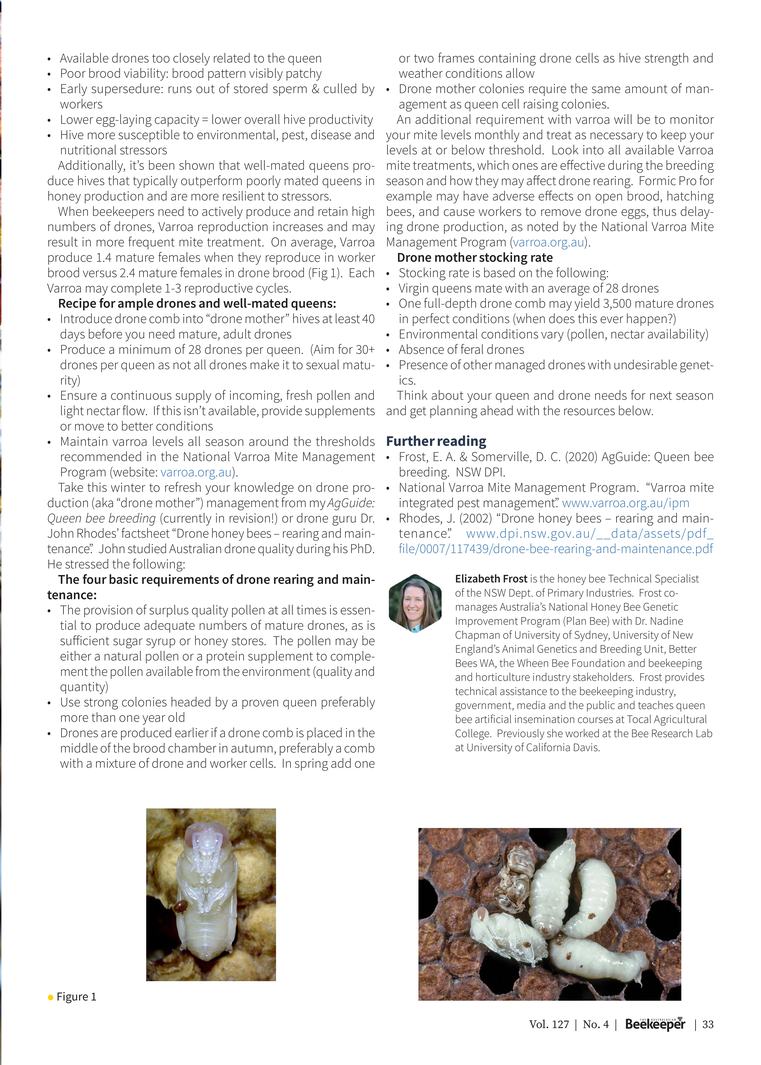 • Available drones too closely related to the queen
• Poor brood viability: brood pattern visibly patchy
• Early supersedure: runs out of stored sperm & culled by
workers
• Lower egg-laying capacity = lower overall hive productivity
• Hive more susceptible to environmental, pest, disease and
nutritional stressors
Additionally, it's been shown that well-mated queens pro-
duce hives that typically outperform poorly mated queens in
honey production and are more resilient to stressors.
When beekeepers need to actively produce and retain high
numbers of drones, Varroa reproduction increases and may
result in more frequent mite treatment. On average, Varroa
produce 1.4 mature females when they reproduce in worker
brood versus 2.4 mature females in drone brood (Fig 1). Each
Varroa may complete 1-3 reproductive cycles.
Recipe for ample drones and well-mated queens:
• Introduce drone comb into "drone mother" hives at least 40
days before you need mature, adult drones
• Produce a minimum of 28 drones per queen. (Aim for 30+
drones per queen as not all drones make it to sexual matu-
rity)
• Ensure a continuous supply of incoming, fresh pollen and
light nectar flow. If this isn't available, provide supplements
or move to better conditions
• Maintain varroa levels all season around the thresholds
recommended in the National Varroa Mite Management
Program (website: varroa.org.au).
Take this winter to refresh your knowledge on drone pro-
duction (aka "drone mother") management from my AgGuide:
Queen bee breeding (currently in revision!) or drone guru Dr.
John Rhodes' factsheet "Drone honey bees – rearing and main-
tenance". John studied Australian drone quality during his PhD.
He stressed the following:
The four basic requirements of drone rearing and main-
tenance:
• The provision of surplus quality pollen at all times is essen-
tial to produce adequate numbers of mature drones, as is
sufficient sugar syrup or honey stores. The pollen may be
either a natural pollen or a protein supplement to comple-
ment the pollen available from the environment (quality and
quantity)
• Use strong colonies headed by a proven queen preferably
more than one year old
• Drones are produced earlier if a drone comb is placed in the
middle of the brood chamber in autumn, preferably a comb
with a mixture of drone and worker cells. In spring add one
or two frames containing drone cells as hive strength and
weather conditions allow
• Drone mother colonies require the same amount of man-
agement as queen cell raising colonies.
An additional requirement with varroa will be to monitor
your mite levels monthly and treat as necessary to keep your
levels at or below threshold. Look into all available Varroa
mite treatments, which ones are effective during the breeding
season and how they may affect drone rearing. Formic Pro for
example may have adverse effects on open brood, hatching
bees, and cause workers to remove drone eggs, thus delay-
ing drone production, as noted by the National Varroa Mite
Management Program (varroa.org.au).
Drone mother stocking rate
• Stocking rate is based on the following:
• Virgin queens mate with an average of 28 drones
• One full-depth drone comb may yield 3,500 mature drones
in perfect conditions (when does this ever happen?)
• Environmental conditions vary (pollen, nectar availability)
• Absence of feral drones
• Presence of other managed drones with undesirable genet-
ics.
Think about your queen and drone needs for next season
and get planning ahead with the resources below.
Further reading
• Frost, E. A. & Somerville, D. C. (2020) AgGuide: Queen bee
breeding. NSW DPI.
• National Varroa Mite Management Program. "Varroa mite
integrated pest management". www.varroa.org.au/ipm
• Rhodes, J. (2002) "Drone honey bees – rearing and main-
tenance". www.dpi.nsw.gov.au/__data/assets/pdf_
file/0007/117439/drone-bee-rearing-and-maintenance.pdf
Elizabeth Frost is the honey bee Technical Specialist
of the NSW Dept. of Primary Industries. Frost co-
manages Australia's National Honey Bee Genetic
Improvement Program (Plan Bee) with Dr. Nadine
Chapman of University of Sydney, University of New
England's Animal Genetics and Breeding Unit, Better
Bees WA, the Wheen Bee Foundation and beekeeping
and horticulture industry stakeholders. Frost provides
technical assistance to the beekeeping industry,
government, media and the public and teaches queen
bee artificial insemination courses at Tocal Agricultural
College. Previously she worked at the Bee Research Lab
at University of California Davis.
• Figure 1
Vol. 127 | No. 4 | Beekeeper | 33